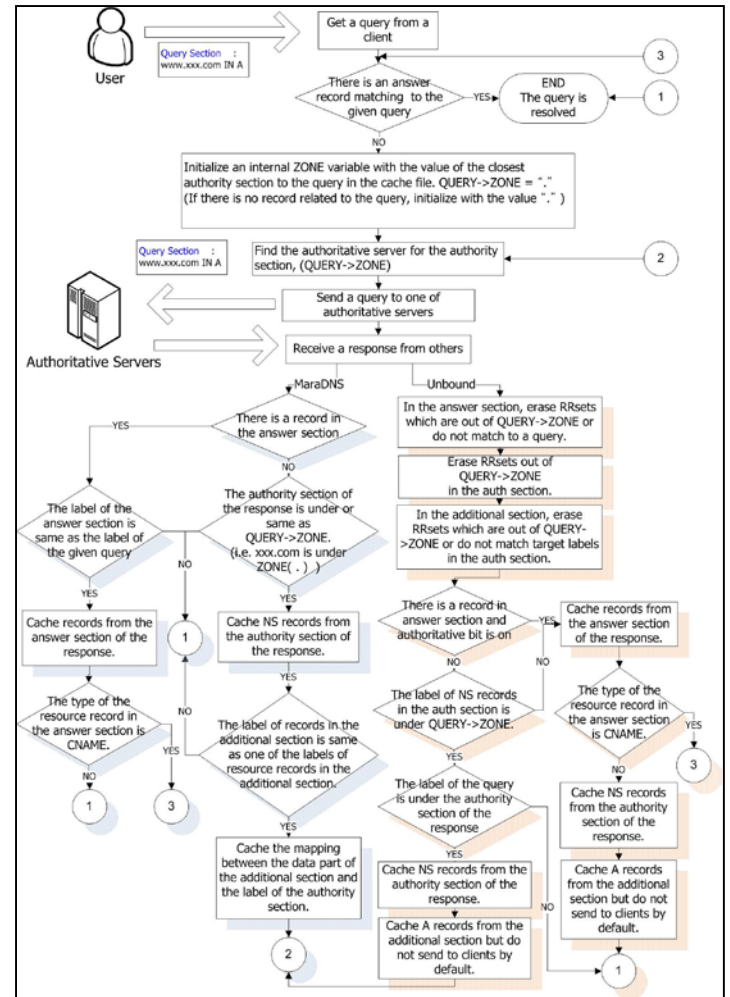 User
Query Section :
www.xxx.com IN A
Get a query from a
client
3
There is an answer
record matching to the
given query
YES
END
The query is
resolved
1
NO
Initialize an internal ZONE variable with the value of the closest
authority section to the query in the cache file. QUERY->ZONE = "."
(If there is no record related to the query, initialize with the value "." )
Query Section :
www.xxx.com IN A
Find the authoritative server for the authority
section, (QUERY->ZONE)
2
Send a query to one of
authoritative servers
Authoritative Servers
Receive a response from others
MaraDNS
Unbound
There is a record in
the answer section
YES
NO
The label of the
answer section is
same as the label of
the given query
NO
YES
The authority section of
the response is under or
same as
QUERY->ZONE.
(i.e. xxx.com is under
ZONE( . ) )
YES
Cache records from the
answer section of the
response.
1
Cache NS records from
the authority section of
the response.
YES
NO
The type of the
resource record in
the answer section is
CNAME.
YES
NO
1
3
The label of records in the
additional section is same
as one of the labels of
resource records in the
additional section.
YES
Cache the mapping
between the data part of
the additional section and
the label of the authority
section.
2
In the answer section, erase RRsets
which are out of QUERY->ZONE or
do not match to a query.
Erase RRsets out of
QUERY->ZONE
in the auth section.
In the additional section, erase
RRsets which are out of QUERY-
>ZONE or do not match target labels
in the auth section.
There is a record in
answer section and
authoritative bit is on
YES
NO
NO
The label of NS records
in the auth section is
under QUERY->ZONE.
YES
The label of the query
is under the authority
section of the
response
YES
NO
Cache NS records from the
authority section of the
response.
Cache A records from the
additional section but do
not send to clients by
default.
Cache records from
the answer section
of the response.
The type of the
resource record in
the answer section
is CNAME.
YES
3
NO
Cache NS records
from the authority
section of the
response.
Cache A records
from the additional
section but do not
send to clients by
default.
1